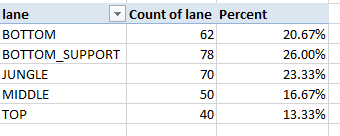 lane Count of lane Percent
BOTTOM 62 20.67%
BOTTOM_SUPPORT 78 26.00%
JUNGLE 70 23.33%
MIDDLE 50 16.67%
TOP 40 13.33%